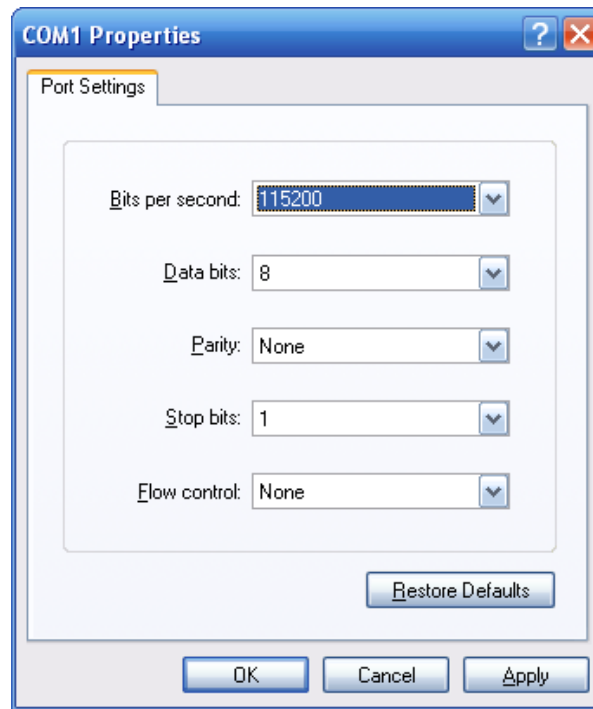 COM1 Properties
Port Settings
Bits per second: 115200
Data bits: 8
Parity: None
Stop bits: 1
Flow control: None
Restore Defaults
OK Cancel Apply